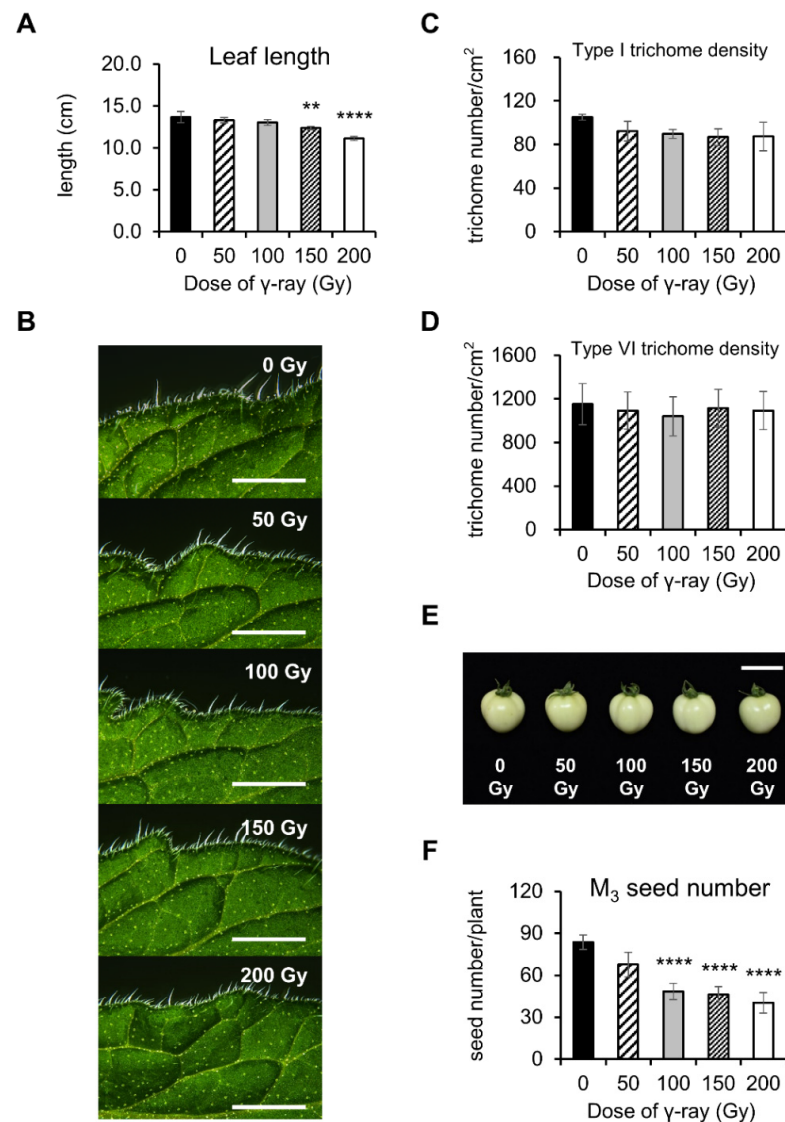 A
Leaf length
length (cm)
20.0
15.0
10.0
5.0
0.0
** ****
0 50 100 150 200
Dose of γ-ray (Gy)
B
0 Gy
50 Gy
100 Gy
150 Gy
200 Gy
C
Type I trichome density
trichome number/cm²
160
120
80
40
0
0 50 100 150 200
Dose of γ-ray (Gy)
D
Type VI trichome density
trichome number/cm²
1600
1200
800
400
0
0 50 100 150 200
Dose of γ-ray (Gy)
E
0 50 100 150 200
Gy Gy Gy Gy Gy
F
M₃ seed number
seed number/plant
120
90
60
30
0
**** **** ****
0 50 100 150 200
Dose of γ-ray (Gy)